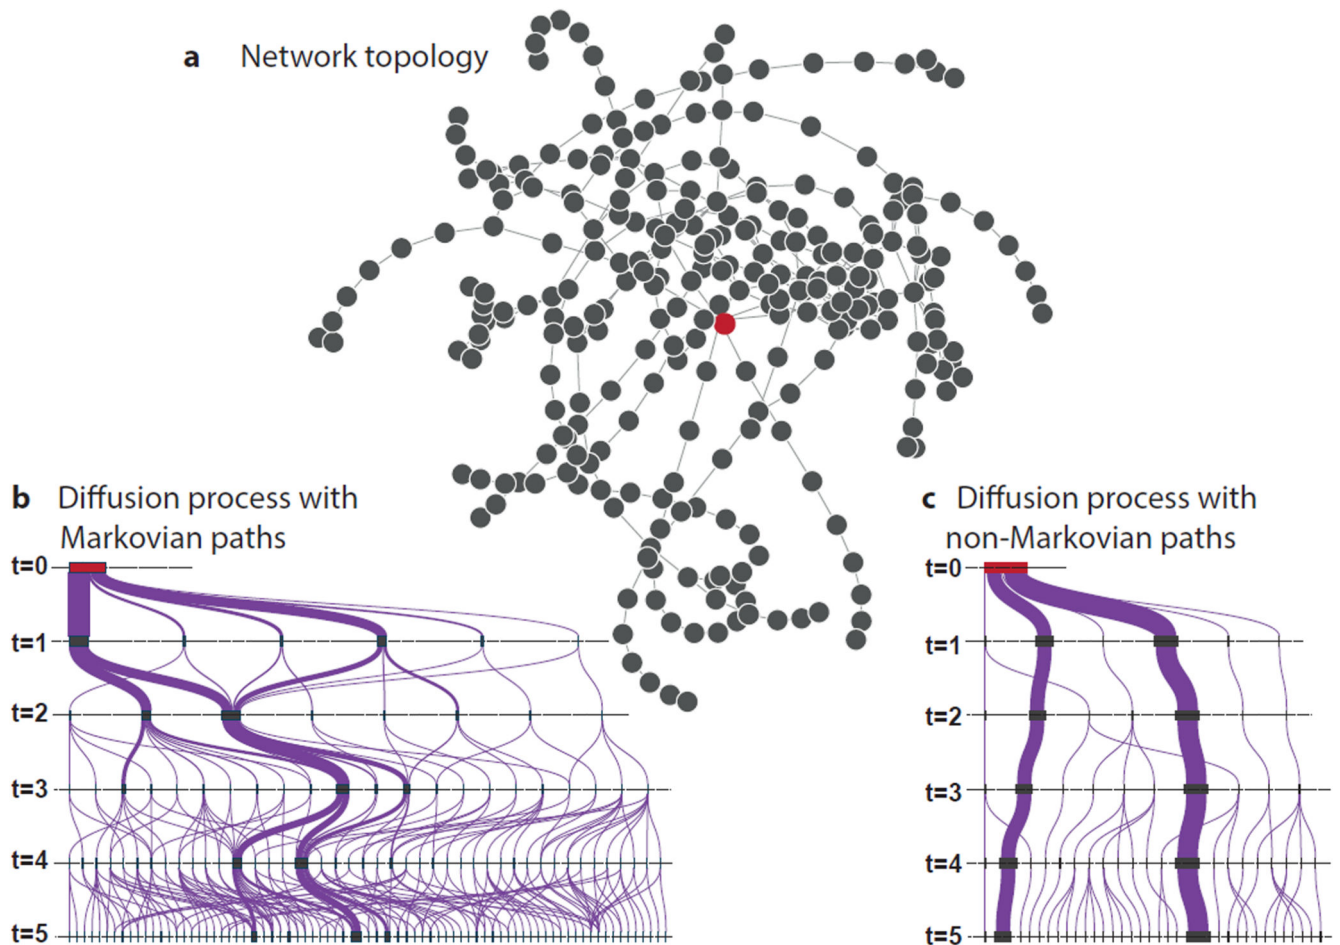 a Network topology
b Diffusion process with
Markovian paths
t=0
t=1
t=2
t=3
t=4
t=5
c Diffusion process with
non-Markovian paths
t=0
t=1
t=2
t=3
t=4
t=5